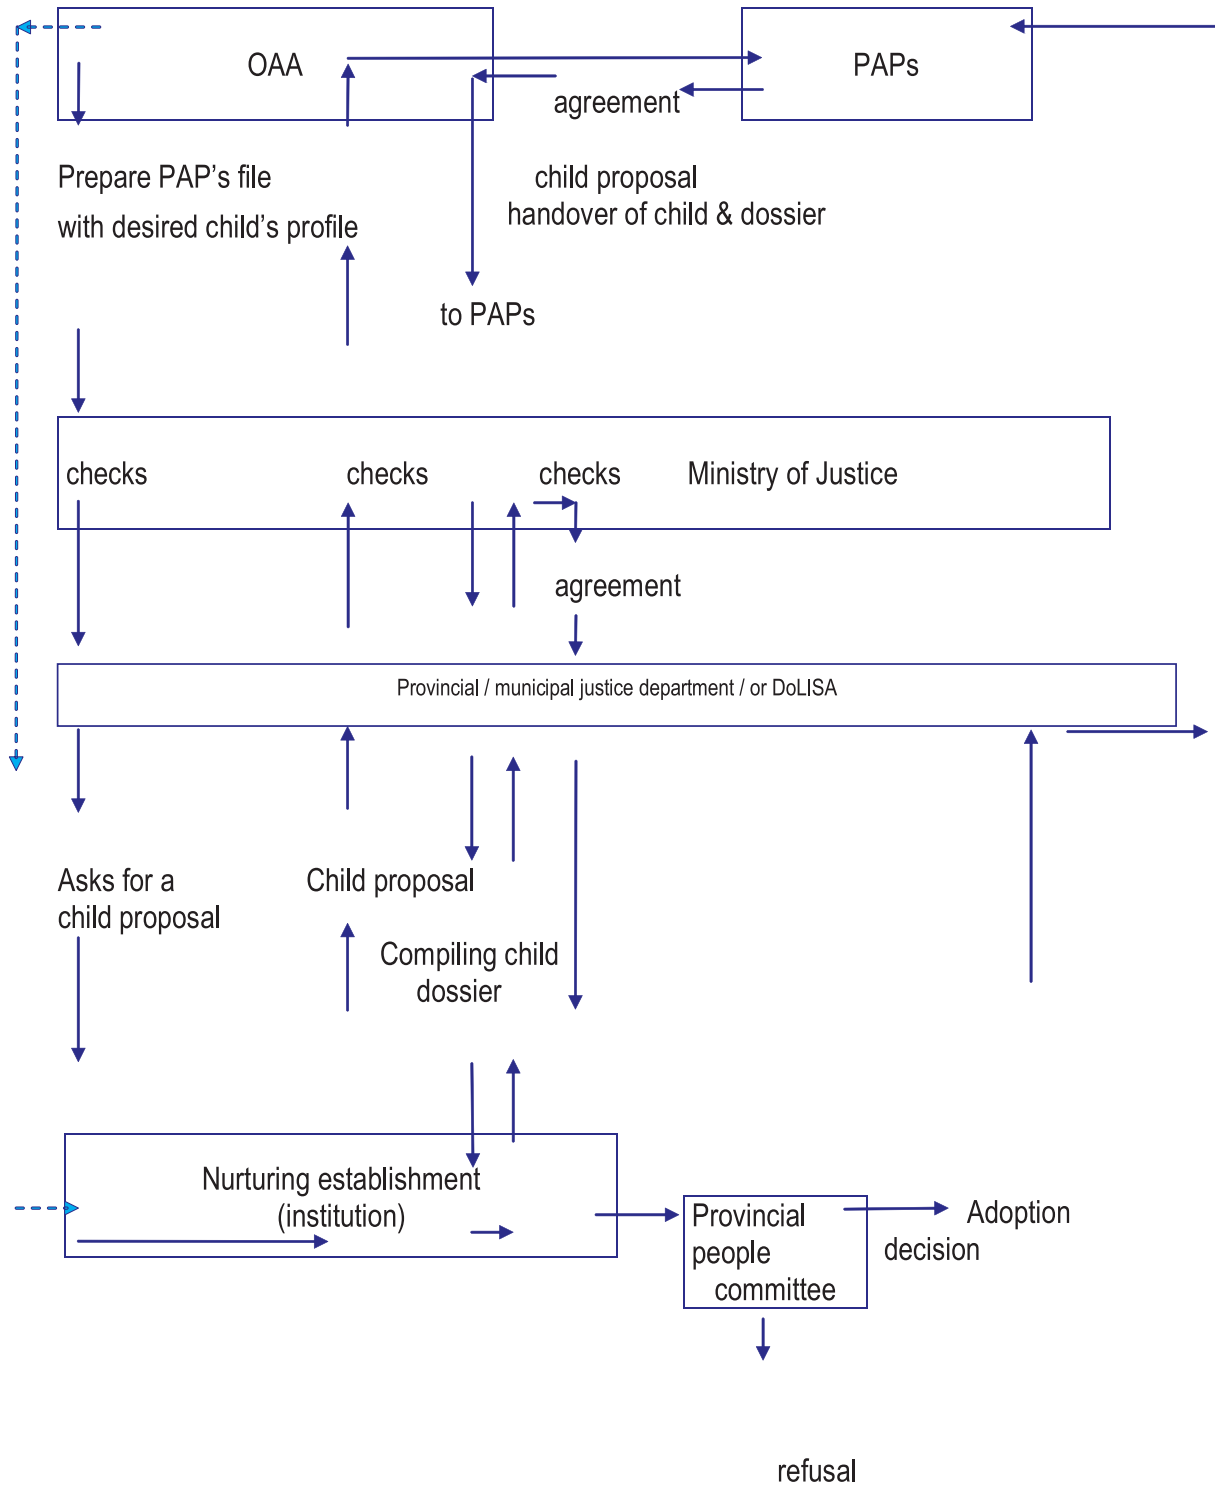 OAA
PAPs
agreement
Prepare PAP’s file
with desired child’s profile
child proposal
handover of child & dossier
to PAPs
checks
checks
checks
Ministry of Justice
agreement
Provincial / municipal justice department / or DoLISA
Asks for a
child proposal
Child proposal
Compiling child
dossier
Nurturing establishment
(institution)
Provincial
people
committee
Adoption
decision
refusal